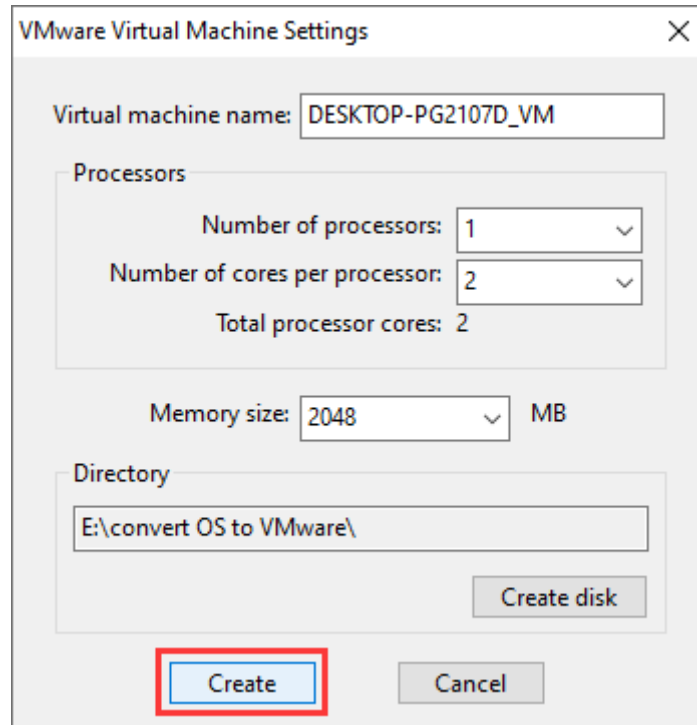 VMware Virtual Machine Settings
Virtual machine name: DESKTOP-PG2107D_VM
Processors
Number of processors: 1
Number of cores per processor: 2
Total processor cores: 2
Memory size: 2048 MB
Directory
E:\convert OS to VMware\
Create disk
Create Cancel